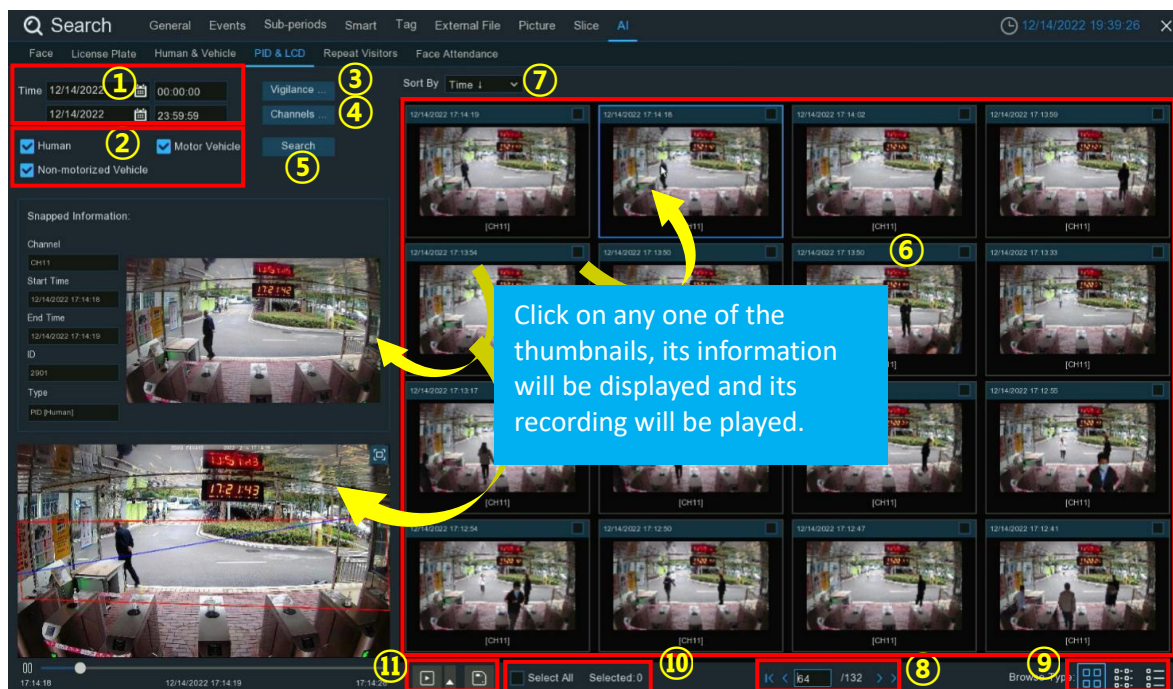 Search General Events Sub-periods Smart Tag External File Picture Slice AI 12/14/2022 19:39:26
Face License Plate Human & Vehicle PID & LCD Repeat Visitors Face Attendance
Time 12/14/2022 00:00:00
12/14/2022 23:59:59
①
Human Motor Vehicle
Non-motorized Vehicle
②
Vigilance ... ③
Channels ... ④
Search
⑤
Sort By Time ↓ ⑦
Snapped Information:
Channel
CH11
Start Time
12/14/2022 17:14:18
End Time
12/14/2022 17:14:19
ID
2901
Type
PID [Human]
17:21:42
17:21:43
17:14:18 12/14/2022 17:14:19
12/14/2022 17:14:19 12/14/2022 17:14:18 12/14/2022 17:14:02 12/14/2022 17:13:59
[CH11] [CH11] [CH11]
12/14/2022 17:13:54 12/14/2022 17:13:50 12/14/2022 17:13:50 12/14/2022 17:13:33
⑥
[CH11]
Click on any one of the
thumbnails, its information
will be displayed and its
recording will be played.
12/14/2022 17:13:17 12/14/2022 17:12:55
[CH11] [CH11] [CH11] [CH11]
12/14/2022 17:12:54 12/14/2022 17:12:50 12/14/2022 17:12:47 12/14/2022 17:12:41
[CH11] [CH11] [CH11] [CH11]
⑪ Select All Selected: 0 ⑩ 64 /132 ⑧ Browse Type: ⑨